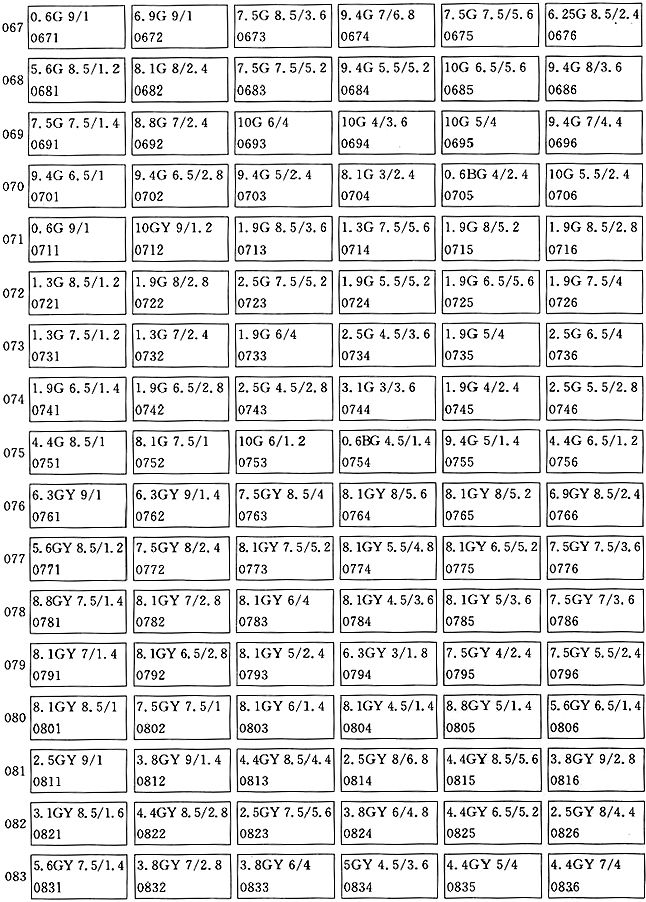 067 0.6G 9/1 6.9G 9/1 7.5G 8.5/3.6 9.4G 7/6.8 7.5G 7.5/5.6 6.25G 8.5/2.4
0671 0672 0673 0674 0675 0676
068 5.6G 8.5/1.2 8.1G 8/2.4 7.5G 7.5/5.2 9.4G 5.5/5.2 10G 6.5/5.6 9.4G 8/3.6
0681 0682 0683 0684 0685 0686
069 7.5G 7.5/1.4 8.8G 7/2.4 10G 6/4 10G 4/3.6 10G 5/4 9.4G 7/4.4
0691 0692 0693 0694 0695 0696
070 9.4G 6.5/1 9.4G 6.5/2.8 9.4G 5/2.4 8.1G 3/2.4 0.6BG 4/2.4 10G 5.5/2.4
0701 0702 0703 0704 0705 0706
071 0.6G 9/1 10GY 9/1.2 1.9G 8.5/3.6 1.3G 7.5/5.6 1.9G 8/5.2 1.9G 8.5/2.8
0711 0712 0713 0714 0715 0716
072 1.3G 8.5/1.2 1.9G 8/2.8 2.5G 7.5/5.2 1.9G 5.5/5.2 1.9G 6.5/5.6 1.9G 7.5/4
0721 0722 0723 0724 0725 0726
073 1.3G 7.5/1.2 1.3G 7/2.4 1.9G 6/4 2.5G 4.5/3.6 1.9G 5/4 2.5G 6.5/4
0731 0732 0733 0734 0735 0736
074 1.9G 6.5/1.4 1.9G 6.5/2.8 2.5G 4.5/2.8 3.1G 3/3.6 1.9G 4/2.4 2.5G 5.5/2.8
0741 0742 0743 0744 0745 0746
075 4.4G 8.5/1 8.1G 7.5/1 10G 6/1.2 0.6BG 4.5/1.4 9.4G 5/1.4 4.4G 6.5/1.2
0751 0752 0753 0754 0755 0756
076 6.3GY 9/1 6.3GY 9/1.4 7.5GY 8.5/4 8.1GY 8/5.6 8.1GY 8/5.2 6.9GY 8.5/2.4
0761 0762 0763 0764 0765 0766
077 5.6GY 8.5/1.2 7.5GY 8/2.4 8.1GY 7.5/5.2 8.1GY 5.5/4.8 8.1GY 6.5/5.2 7.5GY 7.5/3.6
0771 0772 0773 0774 0775 0776
078 8.8GY 7.5/1.4 8.1GY 7/2.8 8.1GY 6/4 8.1GY 4.5/3.6 8.1GY 5/3.6 7.5GY 7/3.6
0781 0782 0783 0784 0785 0786
079 8.1GY 7/1.4 8.1GY 6.5/2.8 8.1GY 5/2.4 6.3GY 3/1.8 7.5GY 4/2.4 7.5GY 5.5/2.4
0791 0792 0793 0794 0795 0796
080 8.1GY 8.5/1 7.5GY 7.5/1 8.1GY 6/1.4 8.1GY 4.5/1.4 8.8GY 5/1.4 5.6GY 6.5/1.4
0801 0802 0803 0804 0805 0806
081 2.5GY 9/1 3.8GY 9/1.4 4.4GY 8.5/4.4 2.5GY 8/6.8 4.4GY 8.5/5.6 3.8GY 9/2.8
0811 0812 0813 0814 0815 0816
082 3.1GY 8.5/1.6 4.4GY 8.5/2.8 2.5GY 7.5/5.6 3.8GY 6/4.8 4.4GY 6.5/5.2 2.5GY 8/4.4
0821 0822 0823 0824 0825 0826
083 5.6GY 7.5/1.4 3.8GY 7/2.8 3.8GY 6/4 5GY 4.5/3.6 4.4GY 5/4 4.4GY 7/4
0831 0832 0833 0834 0835 0836